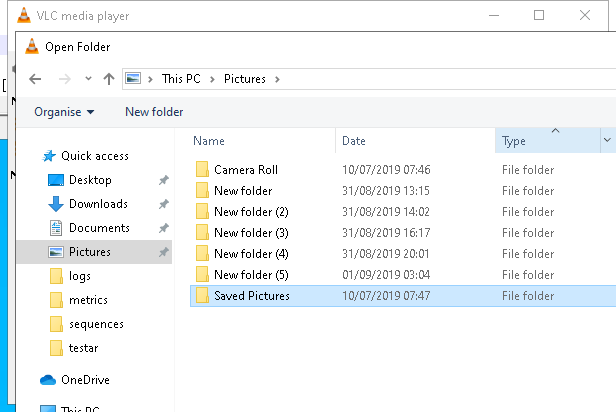 VLC media player
Open Folder
This PC > Pictures >
Organise New folder
Name Date Type
Quick access
Desktop
Downloads
Documents
Pictures
logs
metrics
sequences
testar
OneDrive
This PC
Camera Roll 10/07/2019 07:46 File folder
New folder 31/08/2019 13:15 File folder
New folder (2) 31/08/2019 14:02 File folder
New folder (3) 31/08/2019 16:17 File folder
New folder (4) 31/08/2019 20:01 File folder
New folder (5) 01/09/2019 03:04 File folder
Saved Pictures 10/07/2019 07:47 File folder